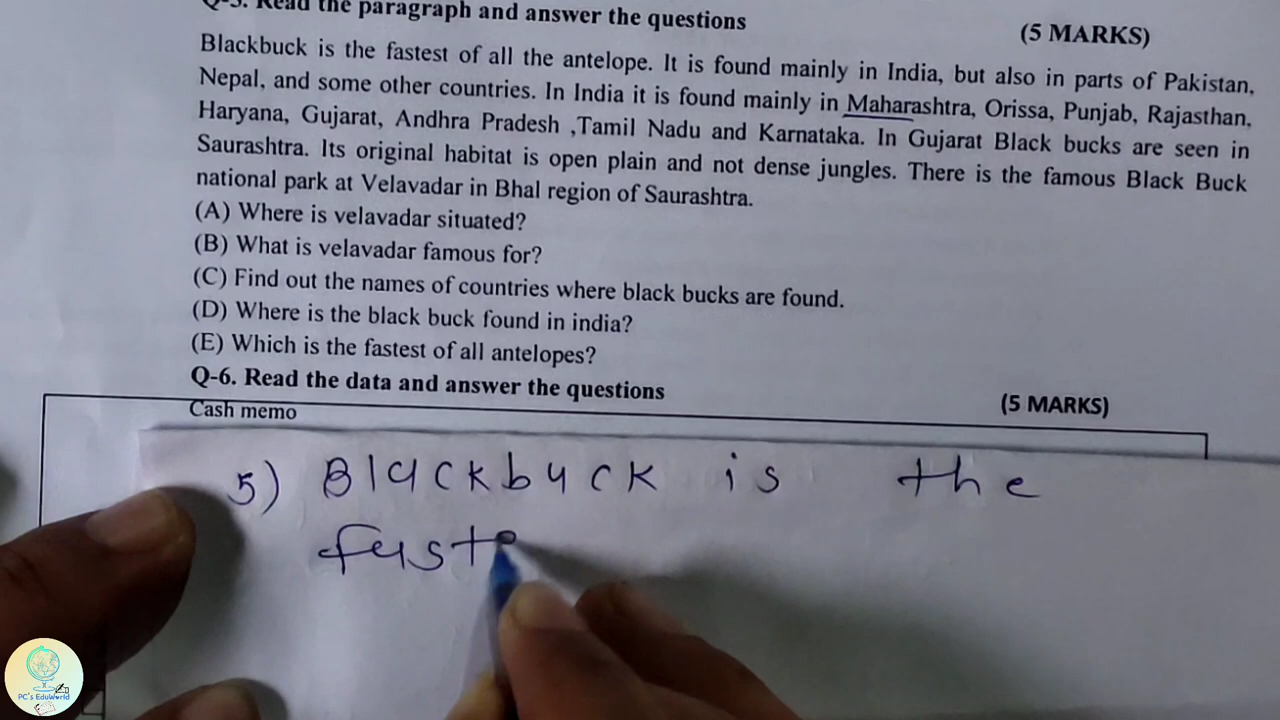 Q-5. Read the paragraph and answer the questions (5 MARKS)
Blackbuck is the fastest of all the antelope. It is found mainly in India, but also in parts of Pakistan,
Nepal, and some other countries. In India it is found mainly in Maharashtra, Orissa, Punjab, Rajasthan,
Haryana, Gujarat, Andhra Pradesh ,Tamil Nadu and Karnataka. In Gujarat Black bucks are seen in
Saurashtra. Its original habitat is open plain and not dense jungles. There is the famous Black Buck
national park at Velavadar in Bhal region of Saurashtra.
(A) Where is velavadar situated?
(B) What is velavadar famous for?
(C) Find out the names of countries where black bucks are found.
(D) Where is the black buck found in india?
(E) Which is the fastest of all antelopes?
Q-6. Read the data and answer the questions (5 MARKS)
Cash memo
5) Blackbuck is the
faste
PC's EduWorld